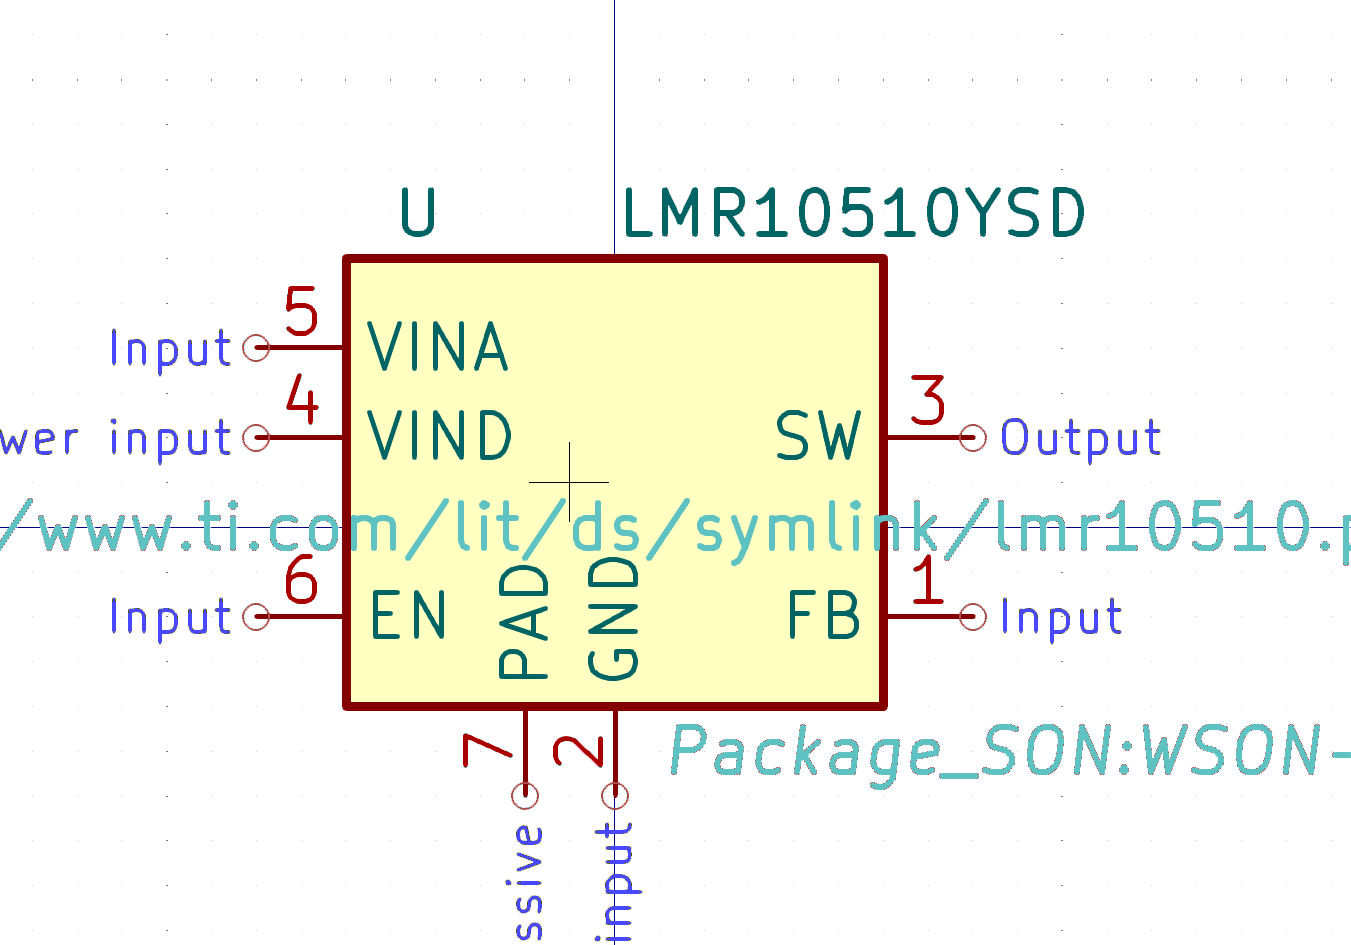 U
LMR10510YSD
5
Input
VINA
4
wer input
VIND
3
SW
Output
/www.ti.com/lit/ds/symlink/lmr10510.p
6
Input
EN
PAD
GND
1
FB
Input
7
2
Package_SON:WSON-
ssive
input